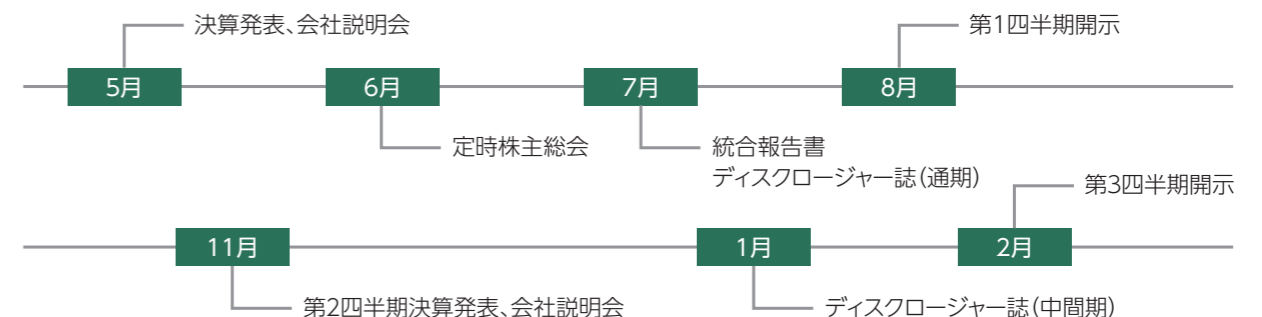 決算発表、会社説明会
第1四半期開示
5月
6月
7月
8月
定時株主総会
統合報告書
ディスクロージャー誌（通期）
第3四半期開示
11月
1月
2月
第2四半期決算発表、会社説明会
ディスクロージャー誌（中間期）